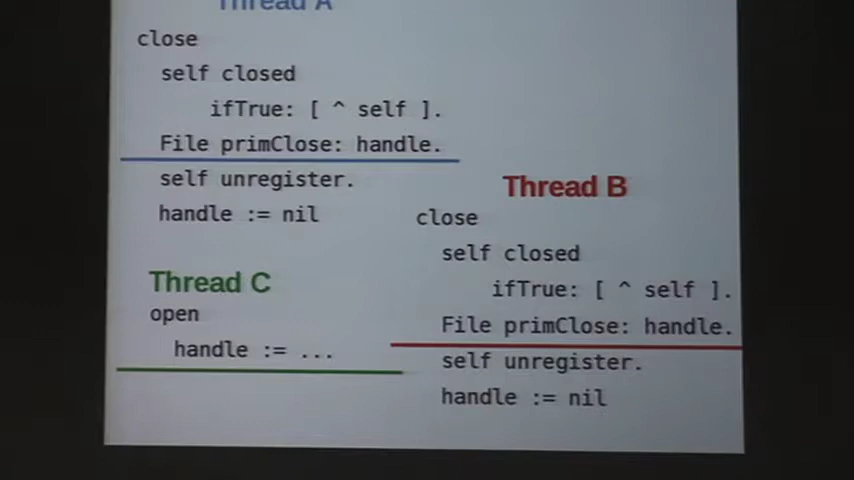 Thread A
close
self closed
ifTrue: [ ^ self ].
File primClose: handle.
self unregister.
handle := nil
Thread B
close
self closed
ifTrue: [ ^ self ].
File primClose: handle.
self unregister.
handle := nil
Thread C
open
handle := ...